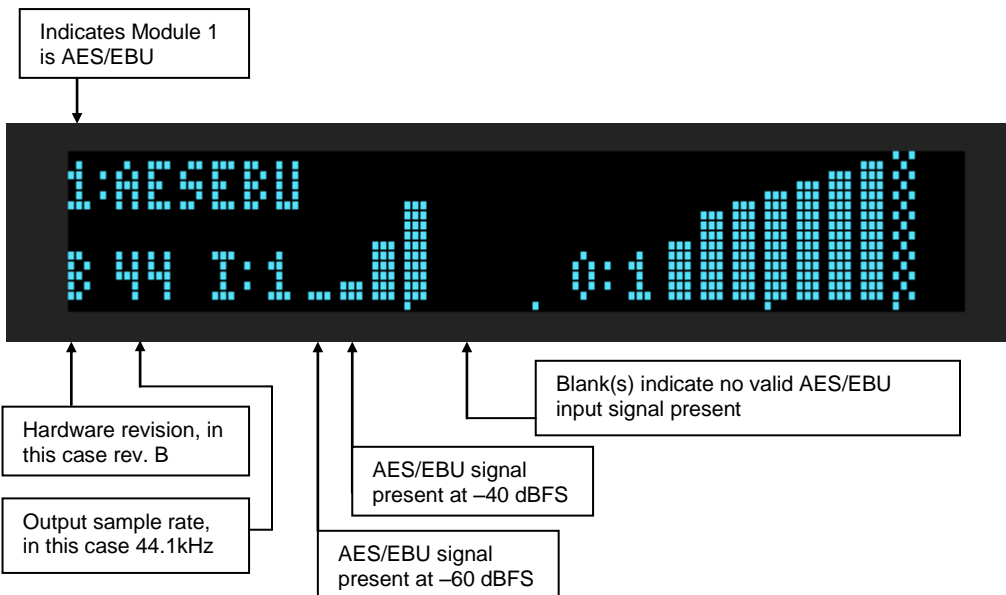 Indicates Module 1
is AES/EBU
1:AESEBU
B 44 I:1 O:1
Blank(s) indicate no valid AES/EBU
input signal present
Hardware revision, in
this case rev. B
AES/EBU signal
present at –40 dBFS
Output sample rate,
in this case 44.1kHz
AES/EBU signal
present at –60 dBFS